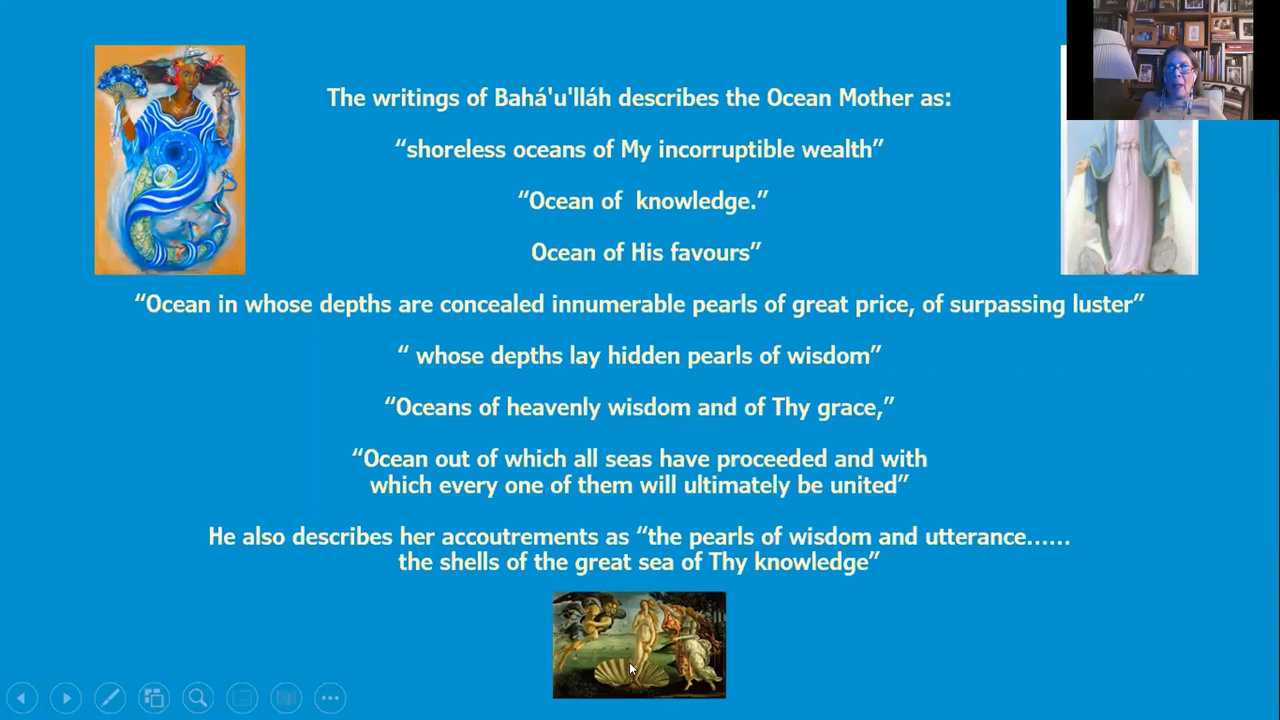 The writings of Bahá'u'lláh describes the Ocean Mother as:
“shoreless oceans of My incorruptible wealth”
“Ocean of  knowledge.”
Ocean of His favours”
“Ocean in whose depths are concealed innumerable pearls of great price, of surpassing luster”
“ whose depths lay hidden pearls of wisdom”
“Oceans of heavenly wisdom and of Thy grace,”
“Ocean out of which all seas have proceeded and with
which every one of them will ultimately be united”
He also describes her accoutrements as “the pearls of wisdom and utterance……
the shells of the great sea of Thy knowledge”